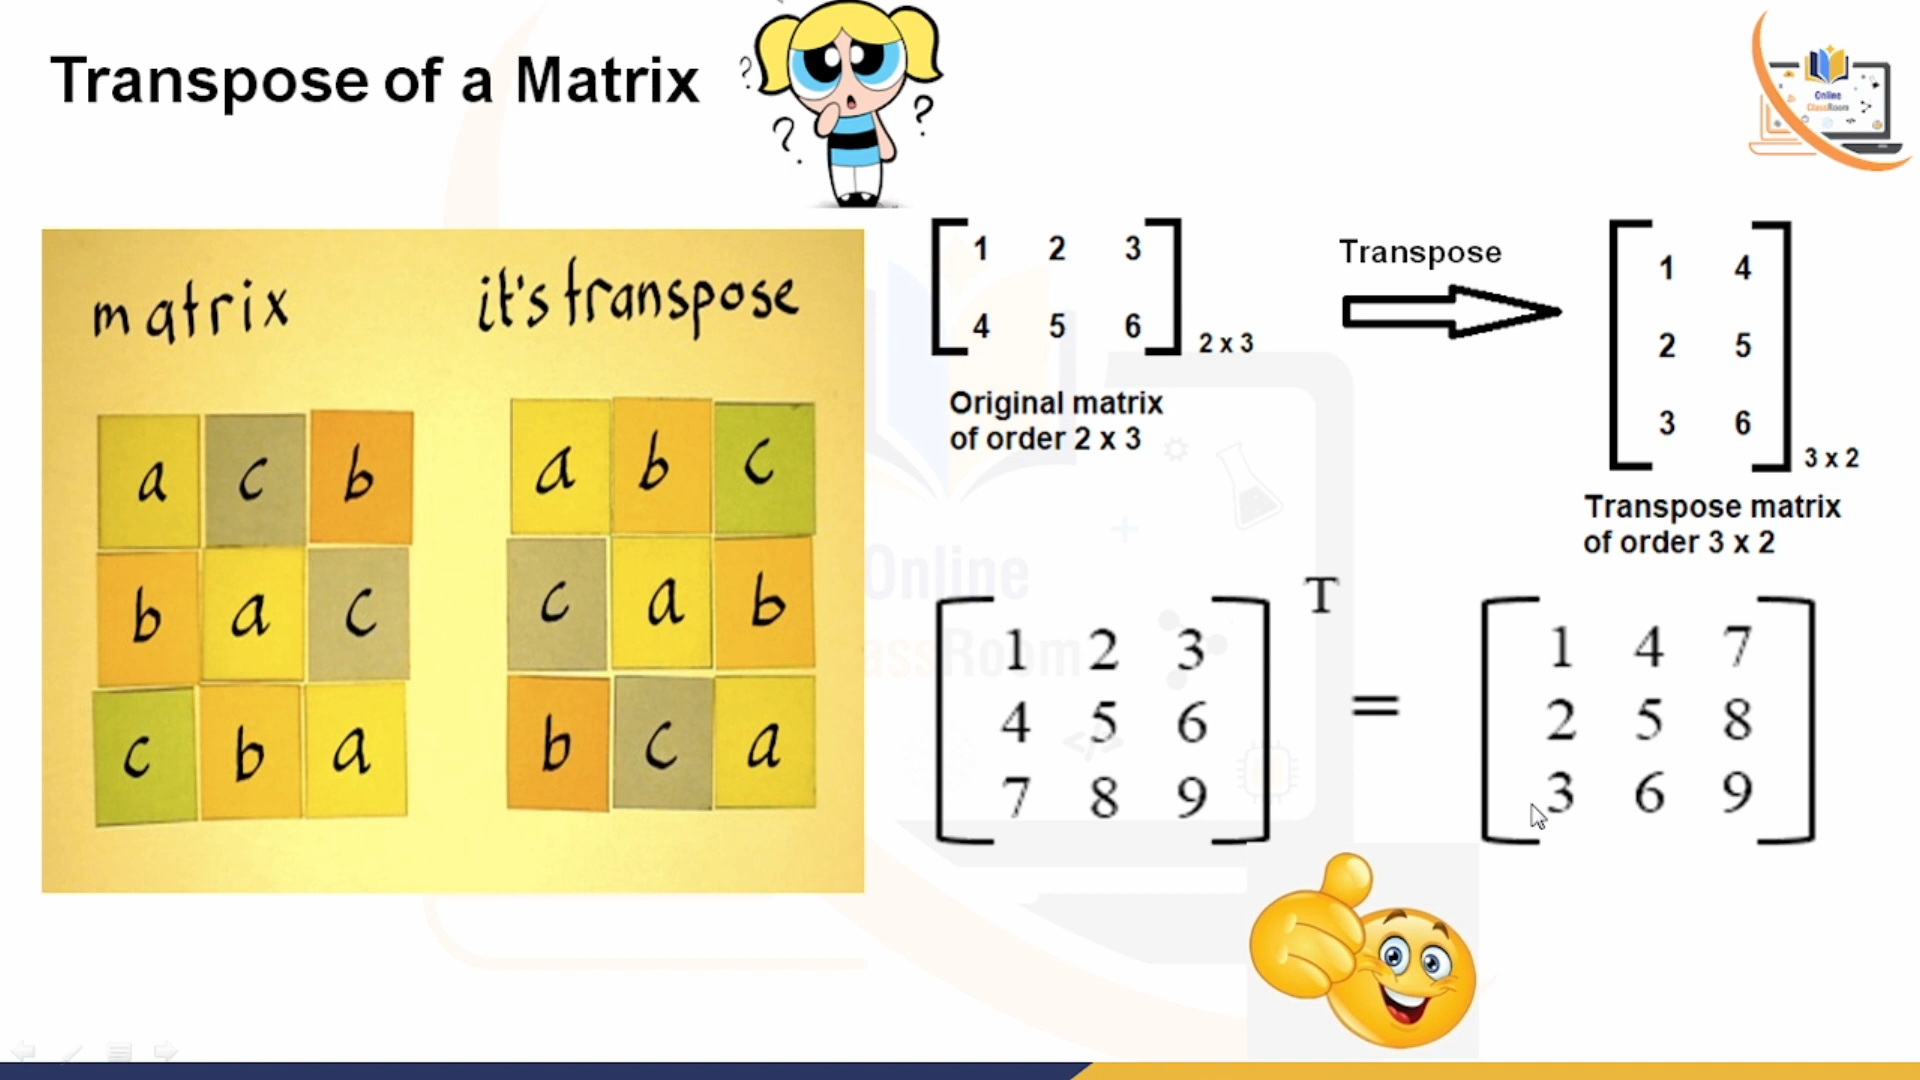 Transpose of a Matrix
? ? ?
Online
ClassRoom
matrix it's transpose
a c b
b a c
c b a
a b c
c a b
b c a
1 2 3
4 5 6
2 x 3
Original matrix
of order 2 x 3
Transpose
1 4
2 5
3 6
3 x 2
Transpose matrix
of order 3 x 2
1 2 3
4 5 6
7 8 9
T
=
1 4 7
2 5 8
3 6 9
Online
assRoom